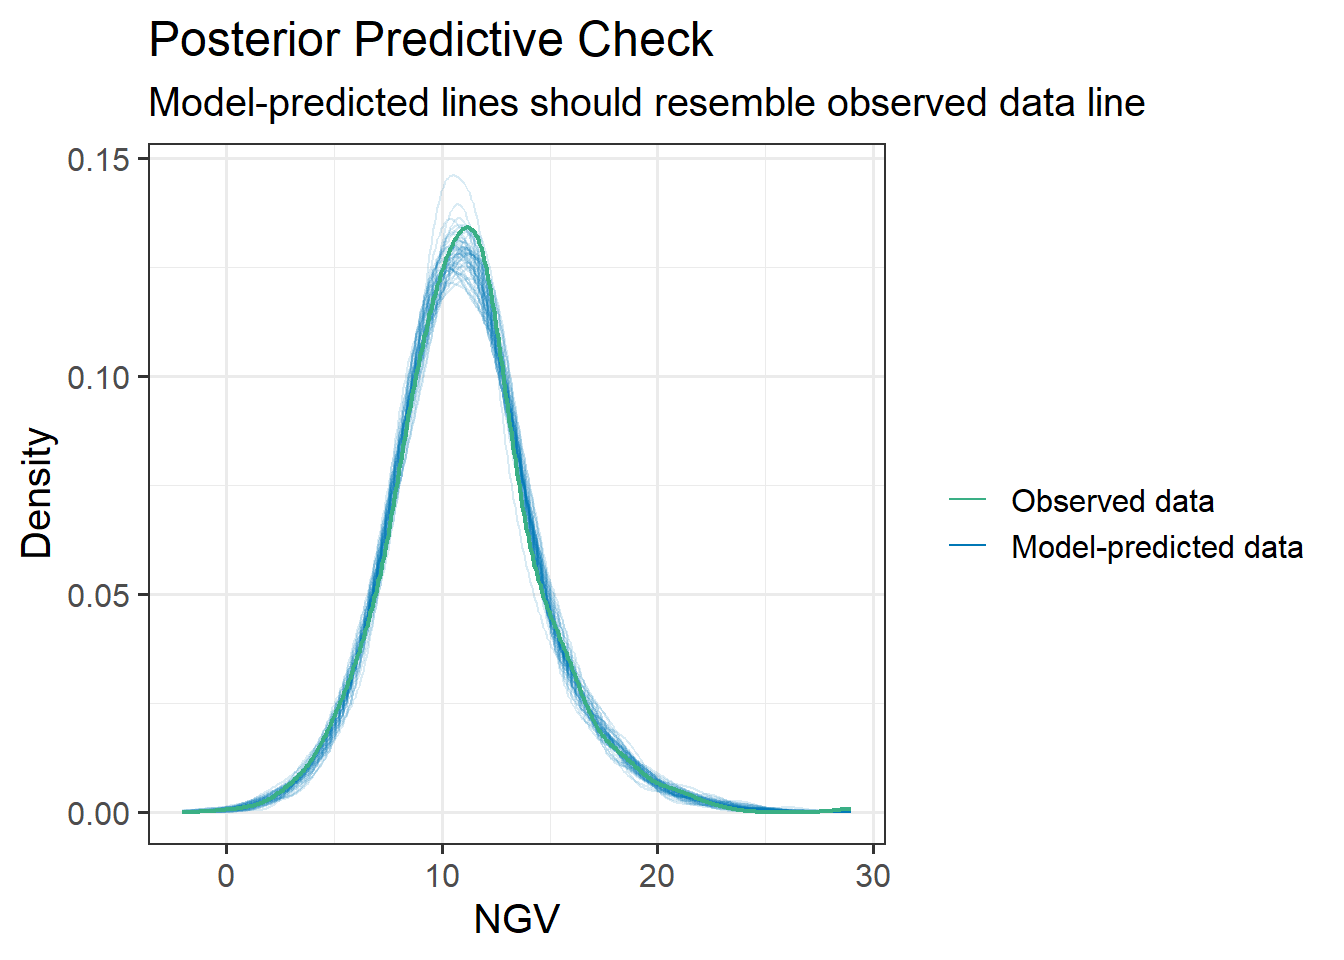 Posterior Predictive Check
Model-predicted lines should resemble observed data line
0.15
0.10
0.05
0.00
Density
0
10
20
30
NGV
Observed data
Model-predicted data